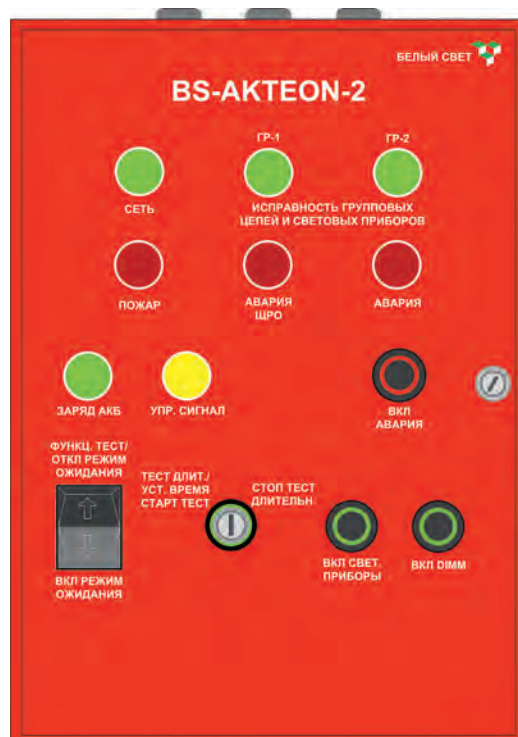 БЕЛЫЙ СВЕТ
BS-AKTEON-2
ГР-1
ГР-2
СЕТЬ
ИСПРАВНОСТЬ ГРУППОВЫХ
ЦЕПЕЙ И СВЕТОВЫХ ПРИБОРОВ
ПОЖАР
АВАРИЯ
ЩРО
АВАРИЯ
ЗАРЯД АКБ
УПР. СИГНАЛ
ВКЛ
АВАРИЯ
ФУНКЦ. ТЕСТ/
ОТКЛ РЕЖИМ
ОЖИДАНИЯ
ТЕСТ ДЛИТ./
УСТ. ВРЕМЯ
СТАРТ ТЕСТ
СТОП ТЕСТ
ДЛИТЕЛЬН.
ВКЛ РЕЖИМ
ОЖИДАНИЯ
ВКЛ СВЕТ.
ПРИБОРЫ
ВКЛ DIMM